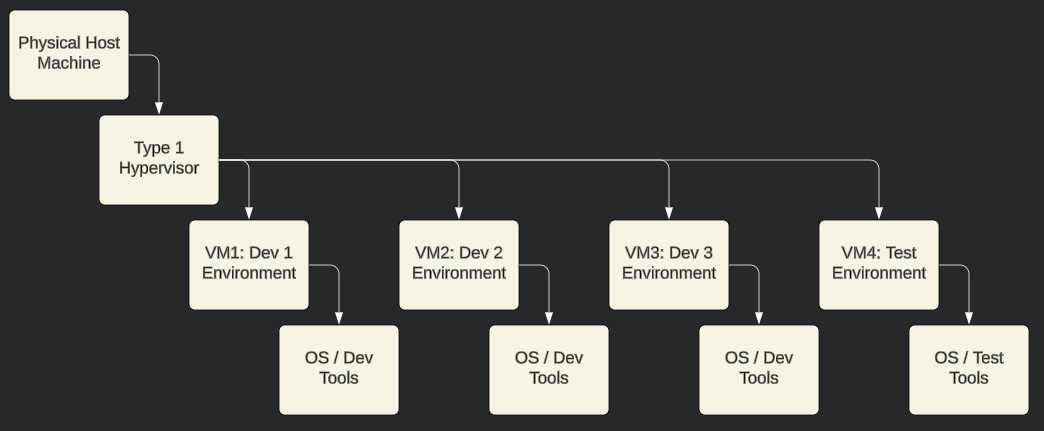 Physical Host
Machine
Type 1
Hypervisor
VM1: Dev 1
Environment
VM2: Dev 2
Environment
VM3: Dev 3
Environment
VM4: Test
Environment
OS / Dev
Tools
OS / Dev
Tools
OS / Dev
Tools
OS / Test
Tools